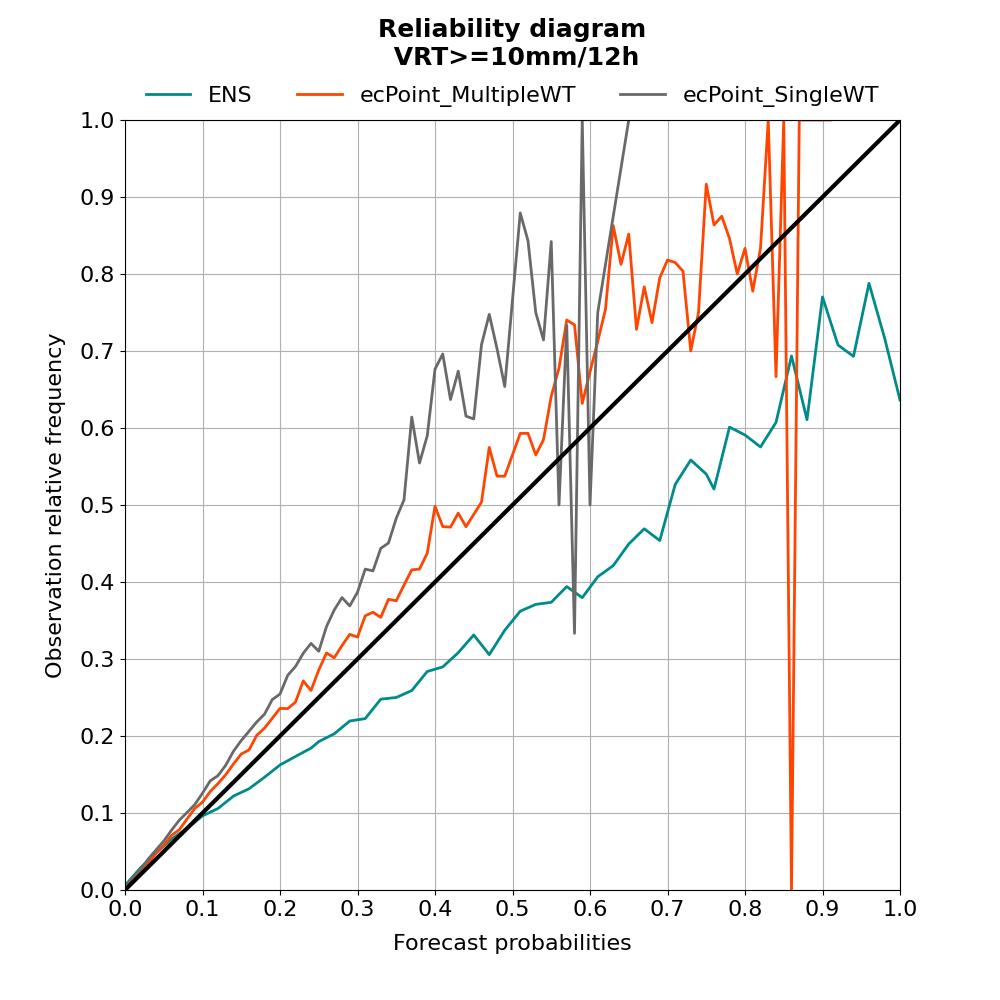 Reliability diagram
VRT>=10mm/12h
ENS ecPoint_MultipleWT ecPoint_SingleWT
1.0
0.9
0.8
0.7
0.6
0.5
0.4
0.3
0.2
0.1
0.0
Observation relative frequency
0.0 0.1 0.2 0.3 0.4 0.5 0.6 0.7 0.8 0.9 1.0
Forecast probabilities